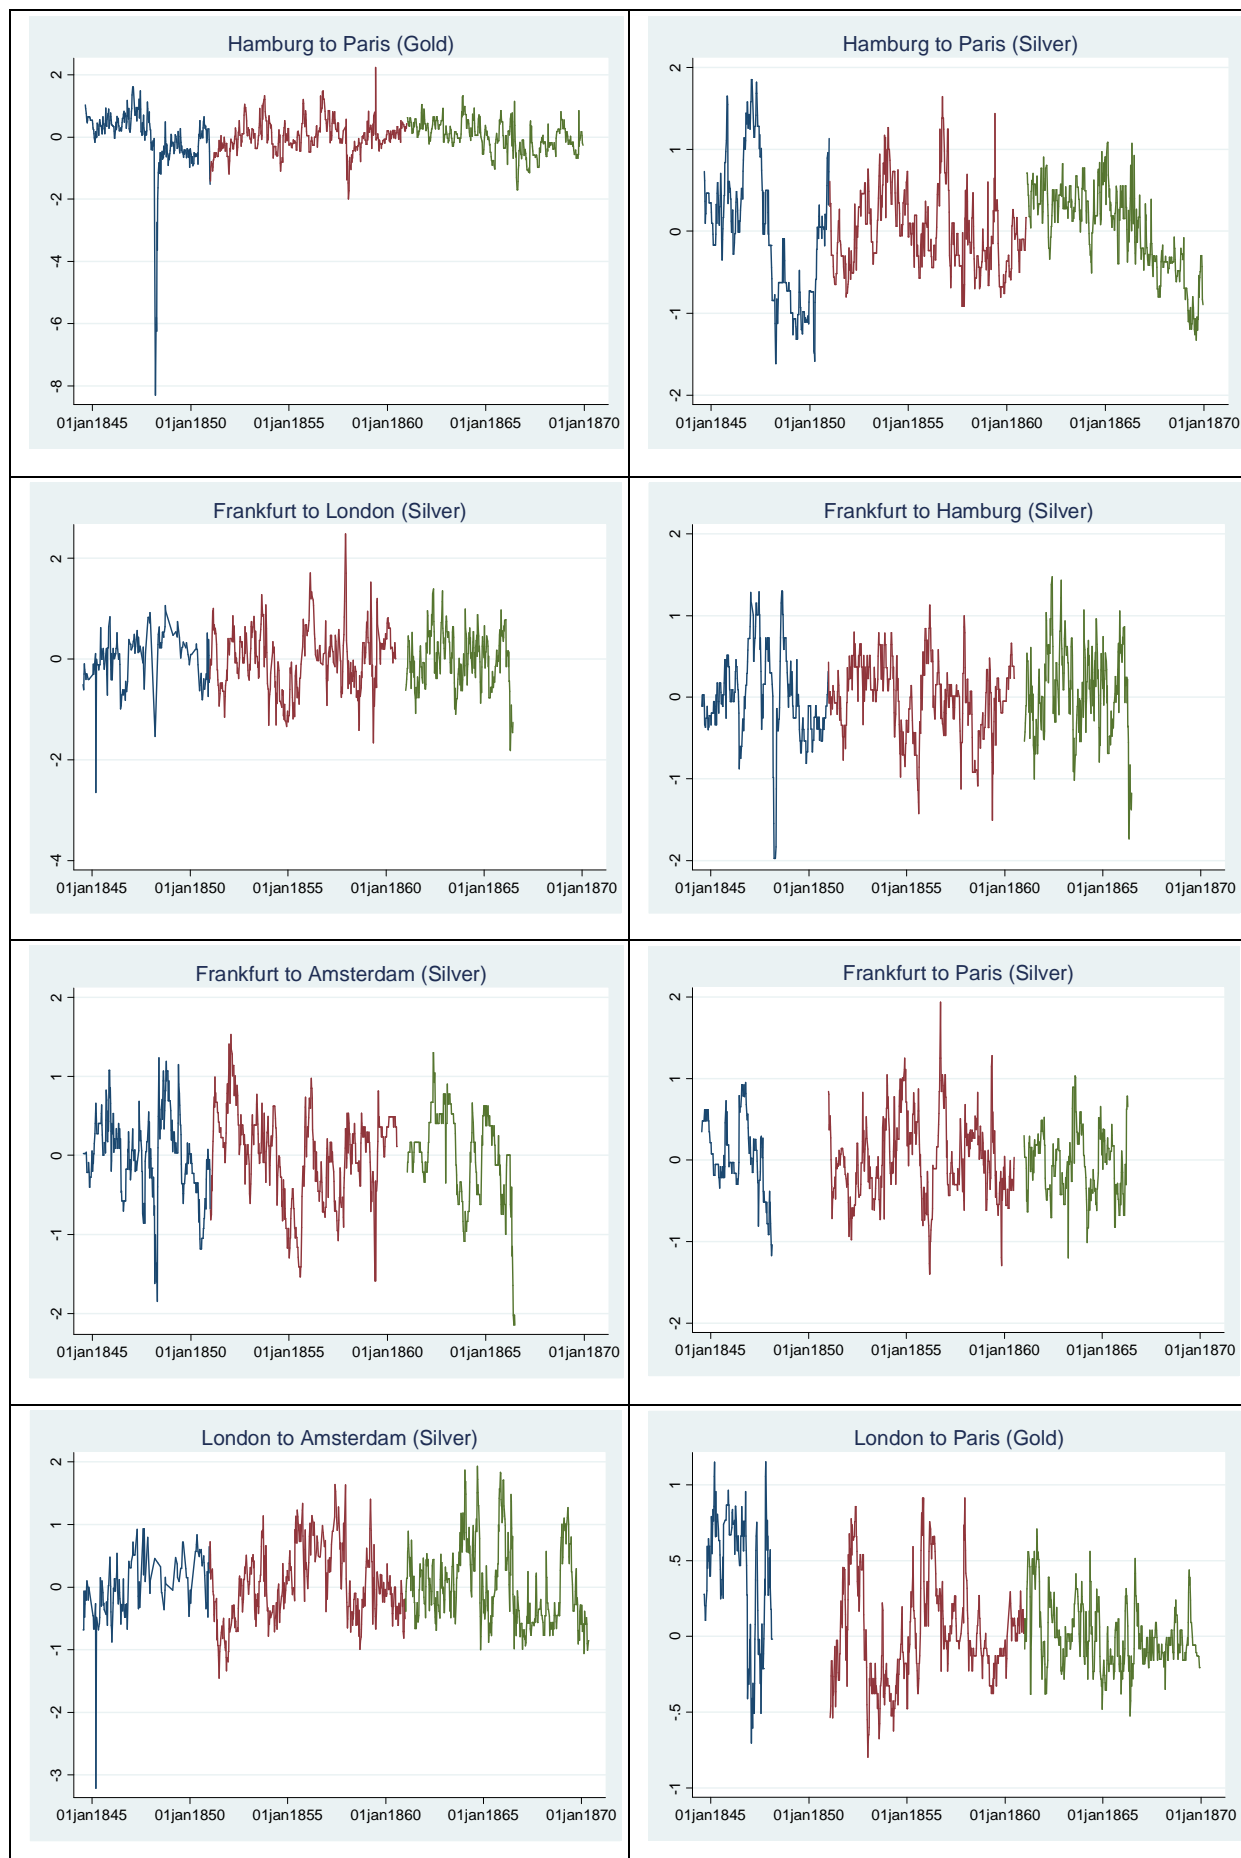 Hamburg to Paris (Gold)
2
0
-2
-4
-6
-8
01jan1845 01jan1850 01jan1855 01jan1860 01jan1865 01jan1870
Hamburg to Paris (Silver)
2
1
0
-1
-2
01jan1845 01jan1850 01jan1855 01jan1860 01jan1865 01jan1870
Frankfurt to London (Silver)
2
0
-2
-4
01jan1845 01jan1850 01jan1855 01jan1860 01jan1865 01jan1870
Frankfurt to Hamburg (Silver)
2
1
0
-1
-2
01jan1845 01jan1850 01jan1855 01jan1860 01jan1865 01jan1870
Frankfurt to Amsterdam (Silver)
2
1
0
-1
-2
01jan1845 01jan1850 01jan1855 01jan1860 01jan1865 01jan1870
Frankfurt to Paris (Silver)
2
1
0
-1
-2
01jan1845 01jan1850 01jan1855 01jan1860 01jan1865 01jan1870
London to Amsterdam (Silver)
2
1
0
-1
-2
-3
01jan1845 01jan1850 01jan1855 01jan1860 01jan1865 01jan1870
London to Paris (Gold)
1
.5
0
-.5
-1
01jan1845 01jan1850 01jan1855 01jan1860 01jan1865 01jan1870